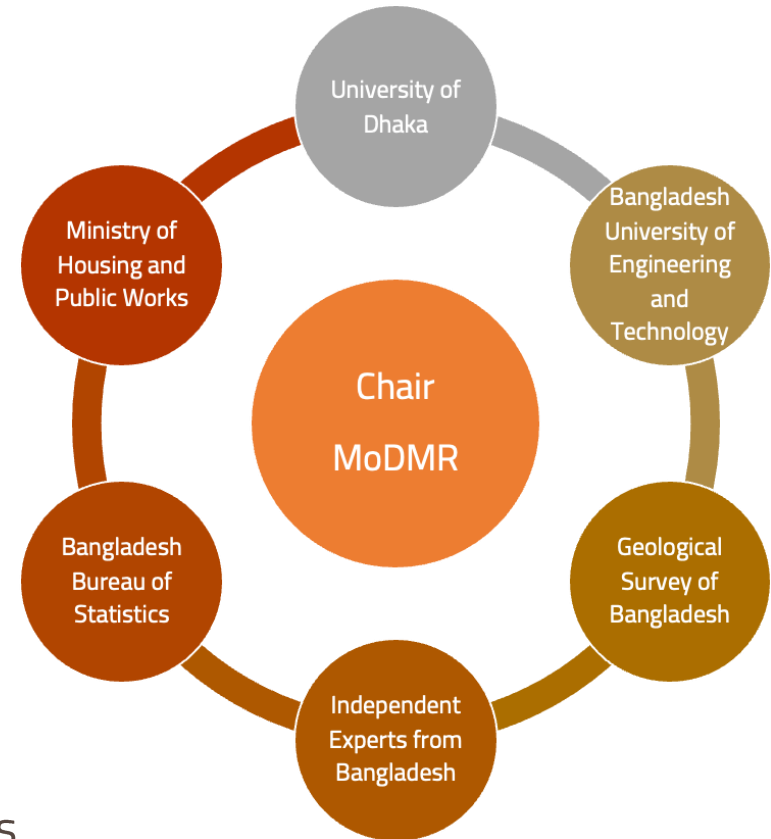 University of
Dhaka
Bangladesh
University of
Engineering
and
Technology
Geological
Survey of
Bangladesh
Independent
Experts from
Bangladesh
Bangladesh
Bureau of
Statistics
Ministry of
Housing and
Public Works
Chair
MoDMR
s